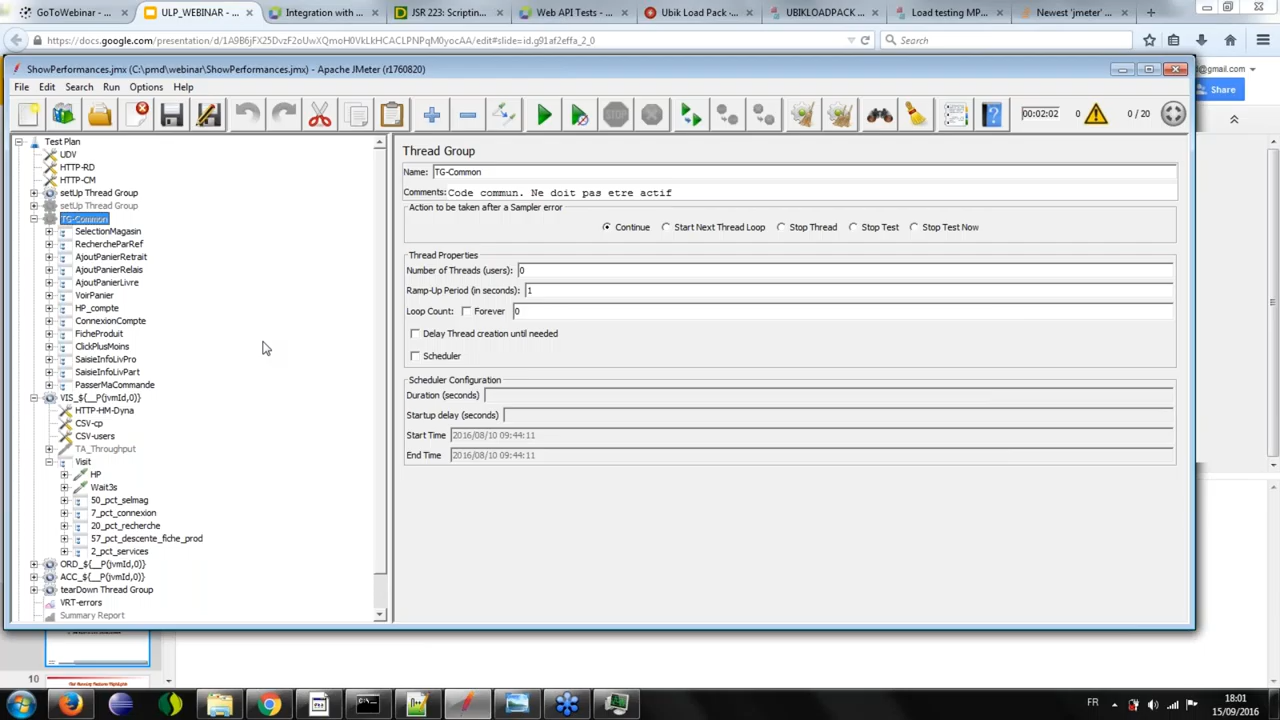 GoToWebinar - ...
ULP_WEBINAR - ...
Integration with ...
JSR 223: Scriptin...
Web API Tests - ...
Ubik Load Pack -...
UBIKLOADPACK -...
Load testing MP...
Newest 'jmeter...
https://docs.google.com/presentation/d/1A9B6jFX25DvzF2oUwXQmoH0VkLkHCACLPNPqM0yocAA/edit#slide=id.g91af2effa_2_0
Search
ShowPerformances.jmx (C:\pmd\webinar\ShowPerformances.jmx) - Apache JMeter (r1760820)
d@gmail.com
File Edit Search Run Options Help
Share
00:02:02 0 0 / 20
Test Plan
UDV
HTTP-RD
HTTP-CM
setUp Thread Group
setUp Thread Group
TG-Common
SelectionMagasin
RechercheParRef
AjoutPanierRetrait
AjoutPanierRelais
AjoutPanierLivre
VoirPanier
HP_compte
ConnexionCompte
FicheProduit
ClickPlusMoins
SaisieInfoLivPro
SaisieInfoLivPart
PasserMaCommande
VIS_${__P(jvmId,0)}
HTTP-HM-Dyna
CSV-cp
CSV-users
TA_Throughput
Visit
HP
Wait3s
50_pct_selmag
7_pct_connexion
20_pct_recherche
57_pct_descente_fiche_prod
2_pct_services
ORD_${__P(jvmId,0)}
ACC_${__P(jvmId,0)}
tearDown Thread Group
VRT-errors
Summary Report
Thread Group
Name: TG-Common
Comments: Code commun. Ne doit pas etre actif
Action to be taken after a Sampler error
Continue Start Next Thread Loop Stop Thread Stop Test Stop Test Now
Thread Properties
Number of Threads (users): 0
Ramp-Up Period (in seconds): 1
Loop Count: Forever 0
Delay Thread creation until needed
Scheduler
Scheduler Configuration
Duration (seconds)
Startup delay (seconds)
Start Time 2016/08/10 09:44:11
End Time 2016/08/10 09:44:11
10
FR
18:01
15/09/2016